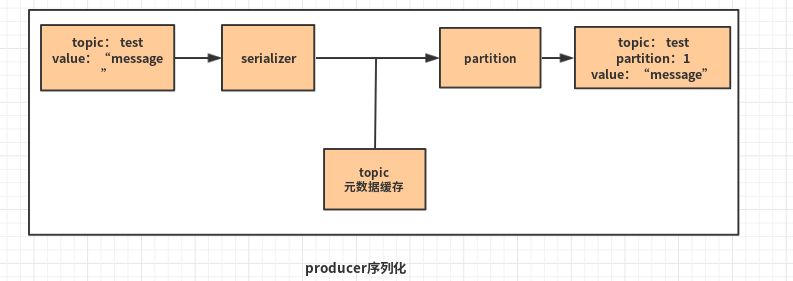 topic： test
value： “message
”
serializer
partition
topic： test
partition：1
value： “message”
topic
元数据缓存
producer序列化